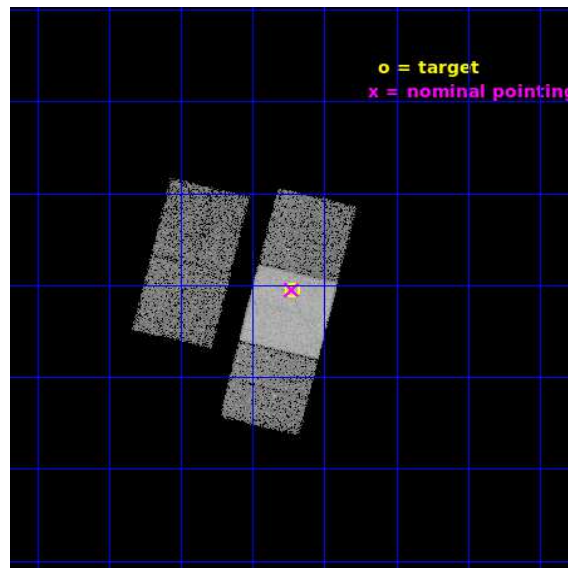 o = target
x = nominal pointing